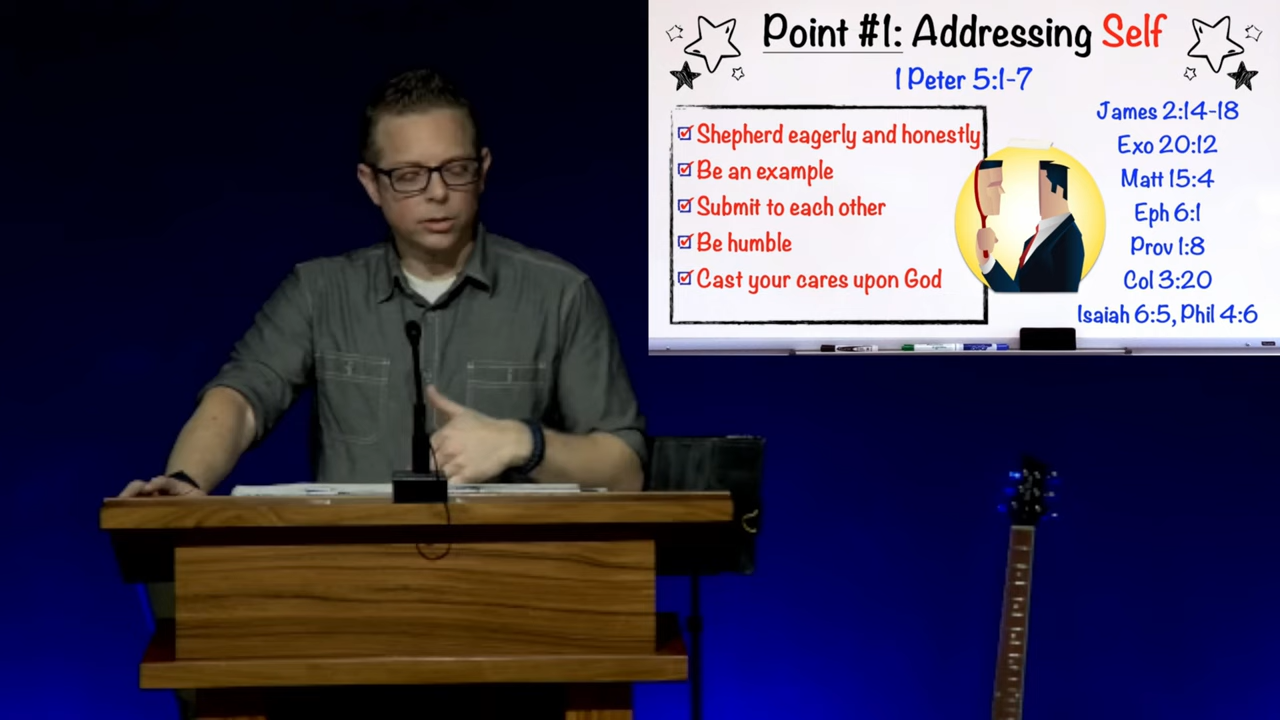 Point #1: Addressing Self
1 Peter 5:1-7
Shepherd eagerly and honestly
Be an example
Submit to each other
Be humble
Cast your cares upon God
James 2:14-18
Exo 20:12
Matt 15:4
Eph 6:1
Prov 1:8
Col 3:20
Isaiah 6:5, Phil 4:6